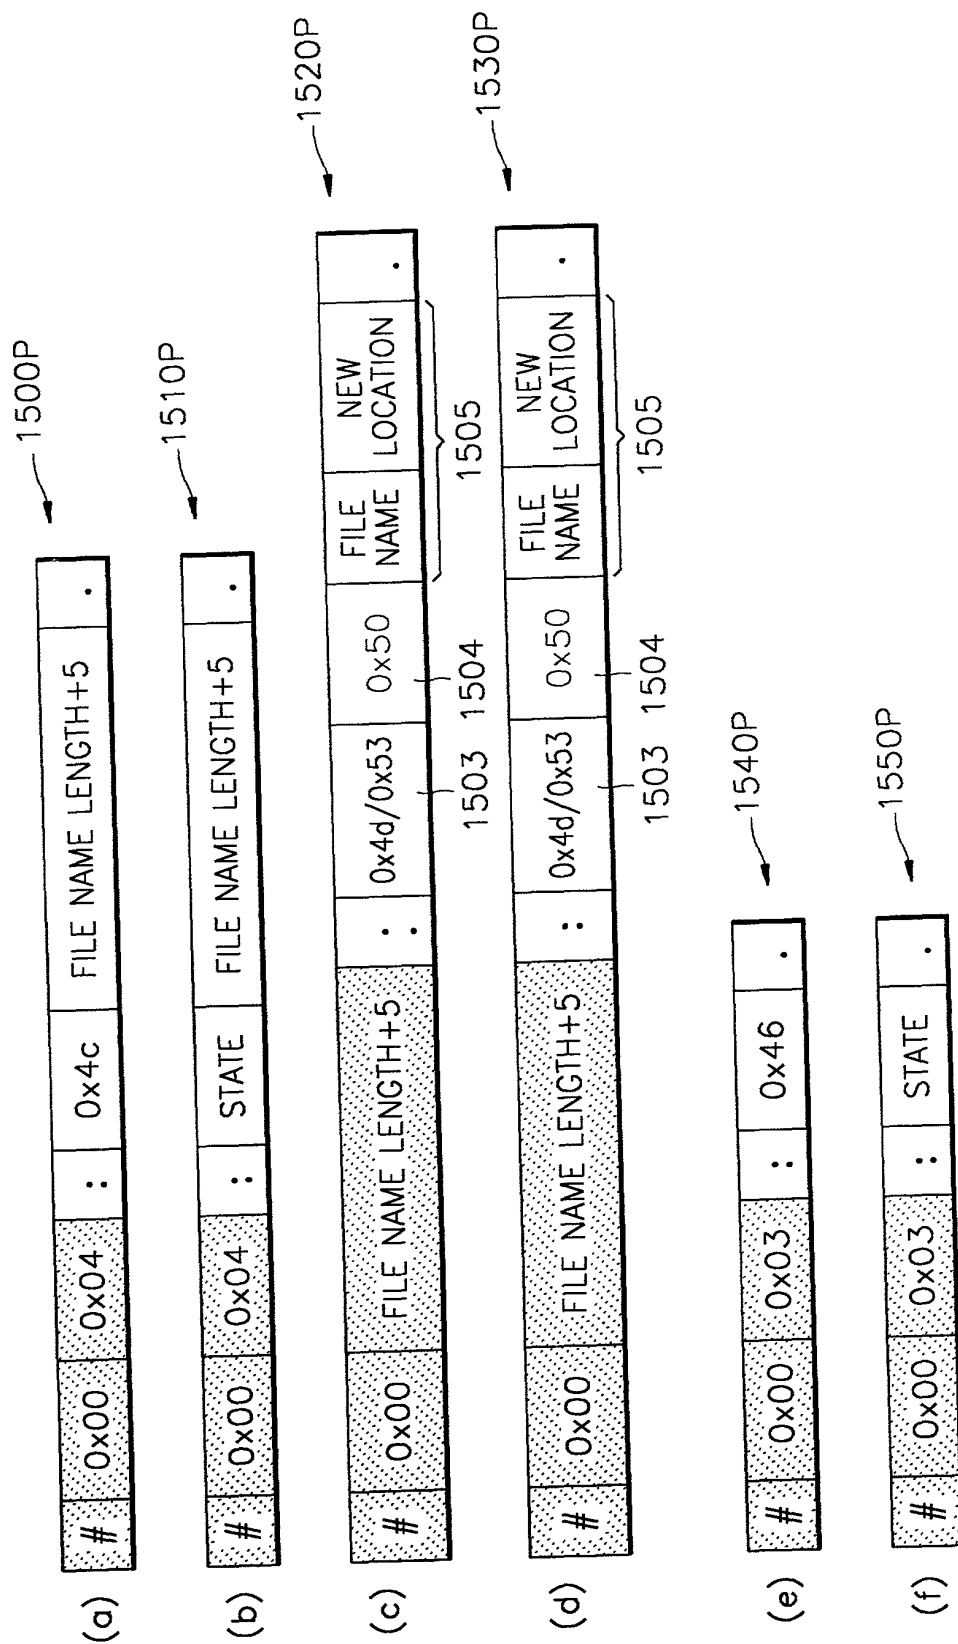 (a) # 0x00 0x04 : 0x4c FILE NAME LENGTH+5 . 1500P
(b) # 0x00 0x04 : STATE FILE NAME LENGTH+5 . 1510P
(c) # 0x00 FILE NAME LENGTH+5 : 0x4d/0x53 0x50 FILE NAME NEW LOCATION . 1520P
1503 1504 1505
(d) # 0x00 FILE NAME LENGTH+5 : 0x4d/0x53 0x50 FILE NAME NEW LOCATION . 1530P
1503 1504 1505
(e) # 0x00 0x03 : 0x46 . 1540P
(f) # 0x00 0x03 : STATE . 1550P